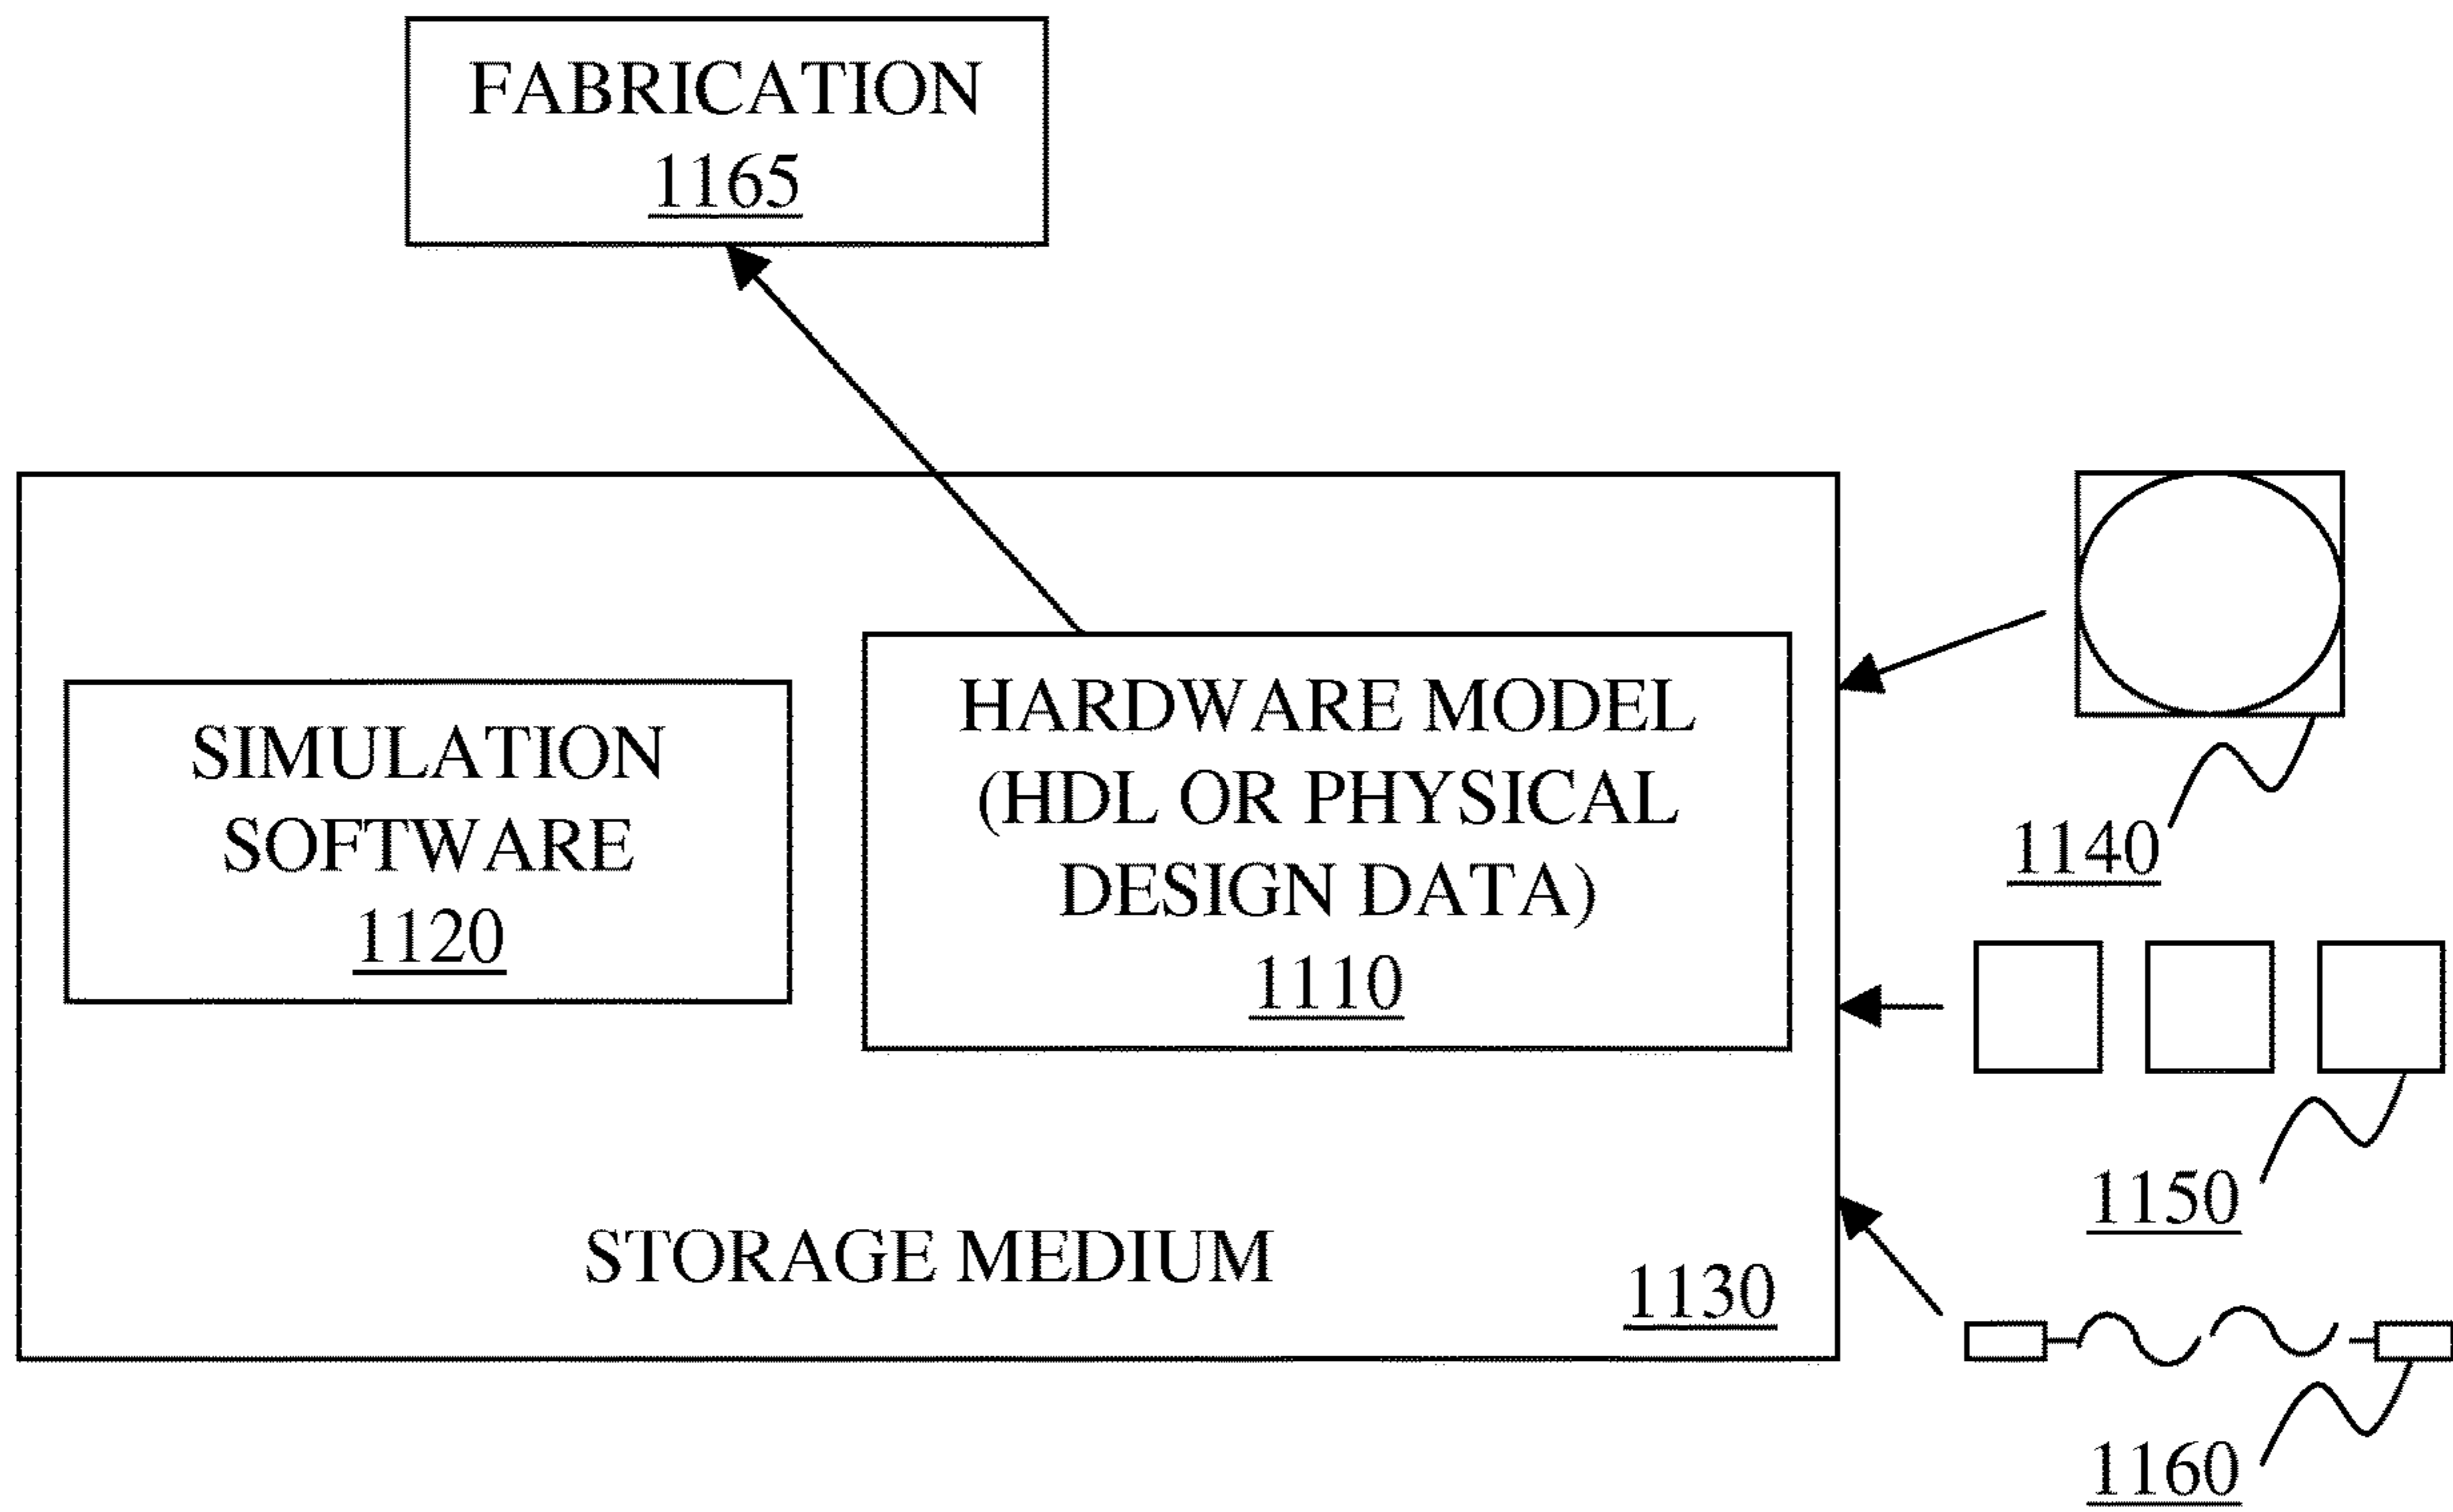 FABRICATION
1165
SIMULATION
SOFTWARE
1120
HARDWARE MODEL
(HDL OR PHYSICAL
DESIGN DATA)
1110
STORAGE MEDIUM
1130
1140
1150
1160